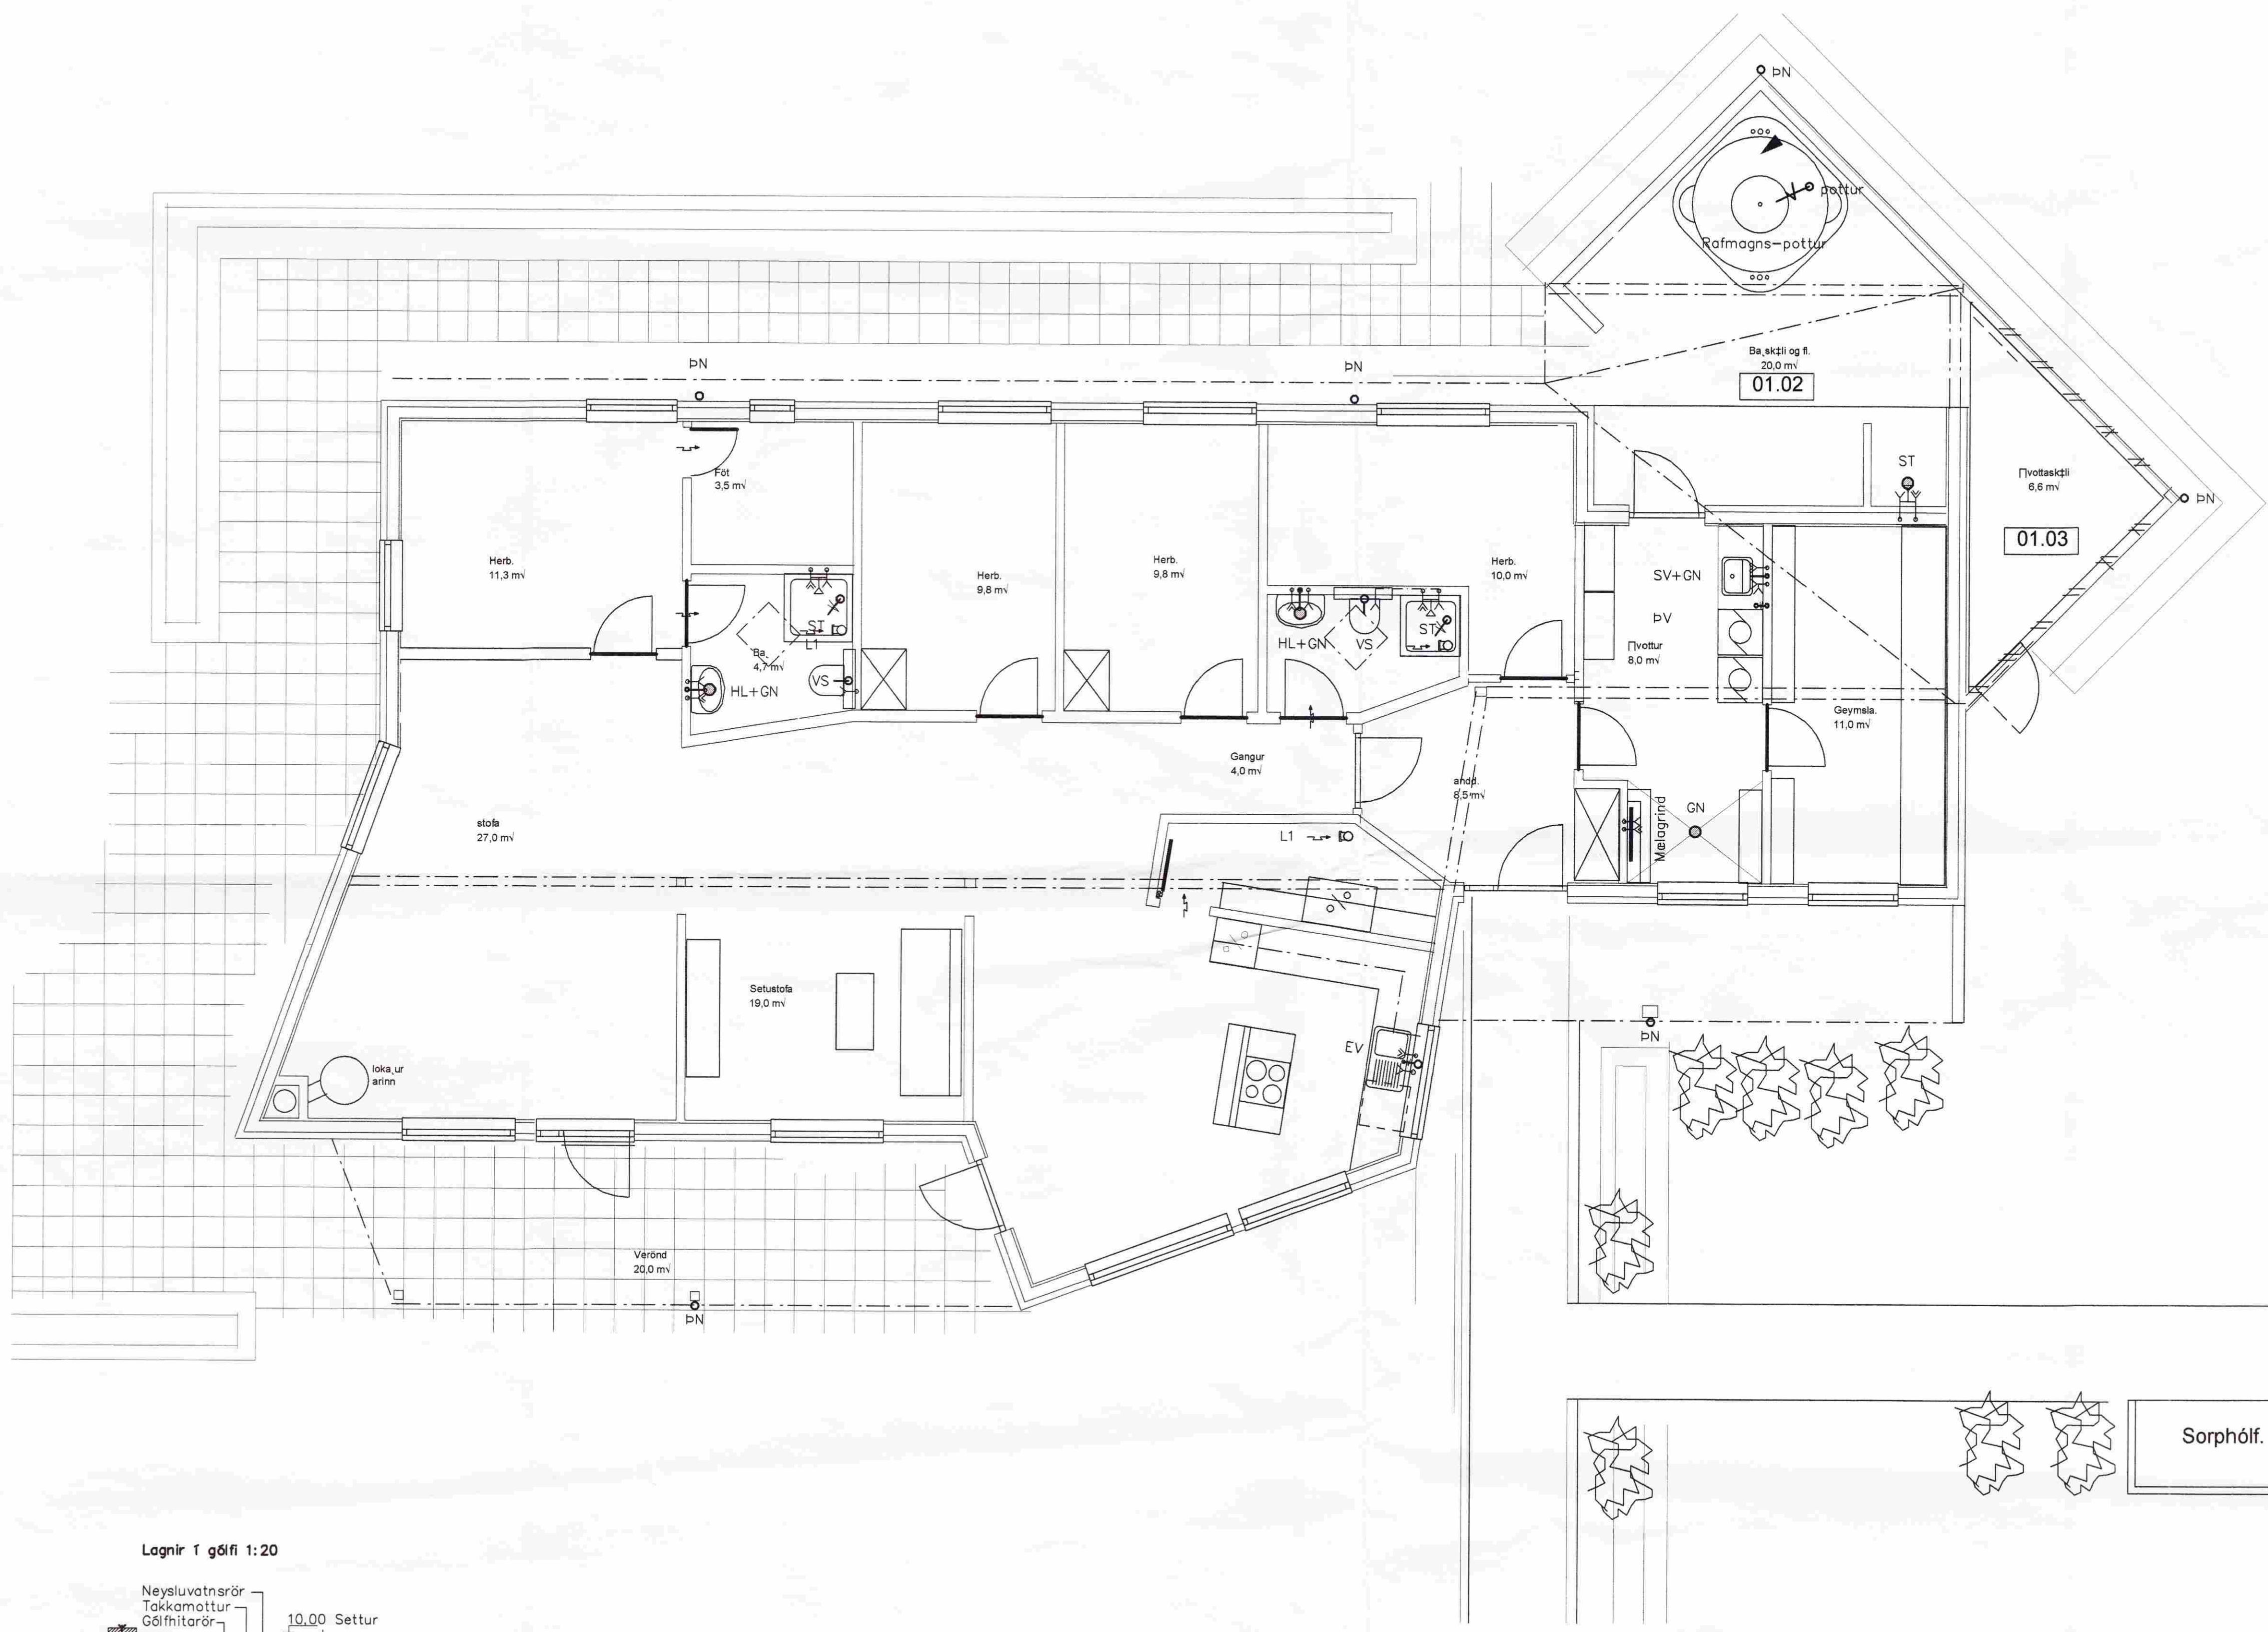 ÞN
pottur
Rafmagns-pottur
Ba¸sk‡li og fl.
20,0 m√
01.02
ÞN
ÞN
ST
∏vottask‡li
6,6 m√
ÞN
01.03
Föt
3,5 m√
Herb.
11,3 m√
Herb.
9,8 m√
Herb.
9,8 m√
Herb.
10,0 m√
SV+GN
ÞV
∏vottur
8,0 m√
ST
L1
Ba¸
4,7 m√
VS
HL+GN
HL+GN
VS
ST
Geymsla.
11,0 m√
Gangur
4,0 m√
andd.
8,5 m√
stofa
27,0 m√
L1
Mælagrind
GN
Setustofa
19,0 m√
EV
ÞN
loka¸ur
arinn
Verönd
20,0 m√
ÞN
Sorphólf.
Lagnir í gólfi 1:20
Neysluvatnsrör
Takkamottur
Gólfhitarör
10,00 Settur